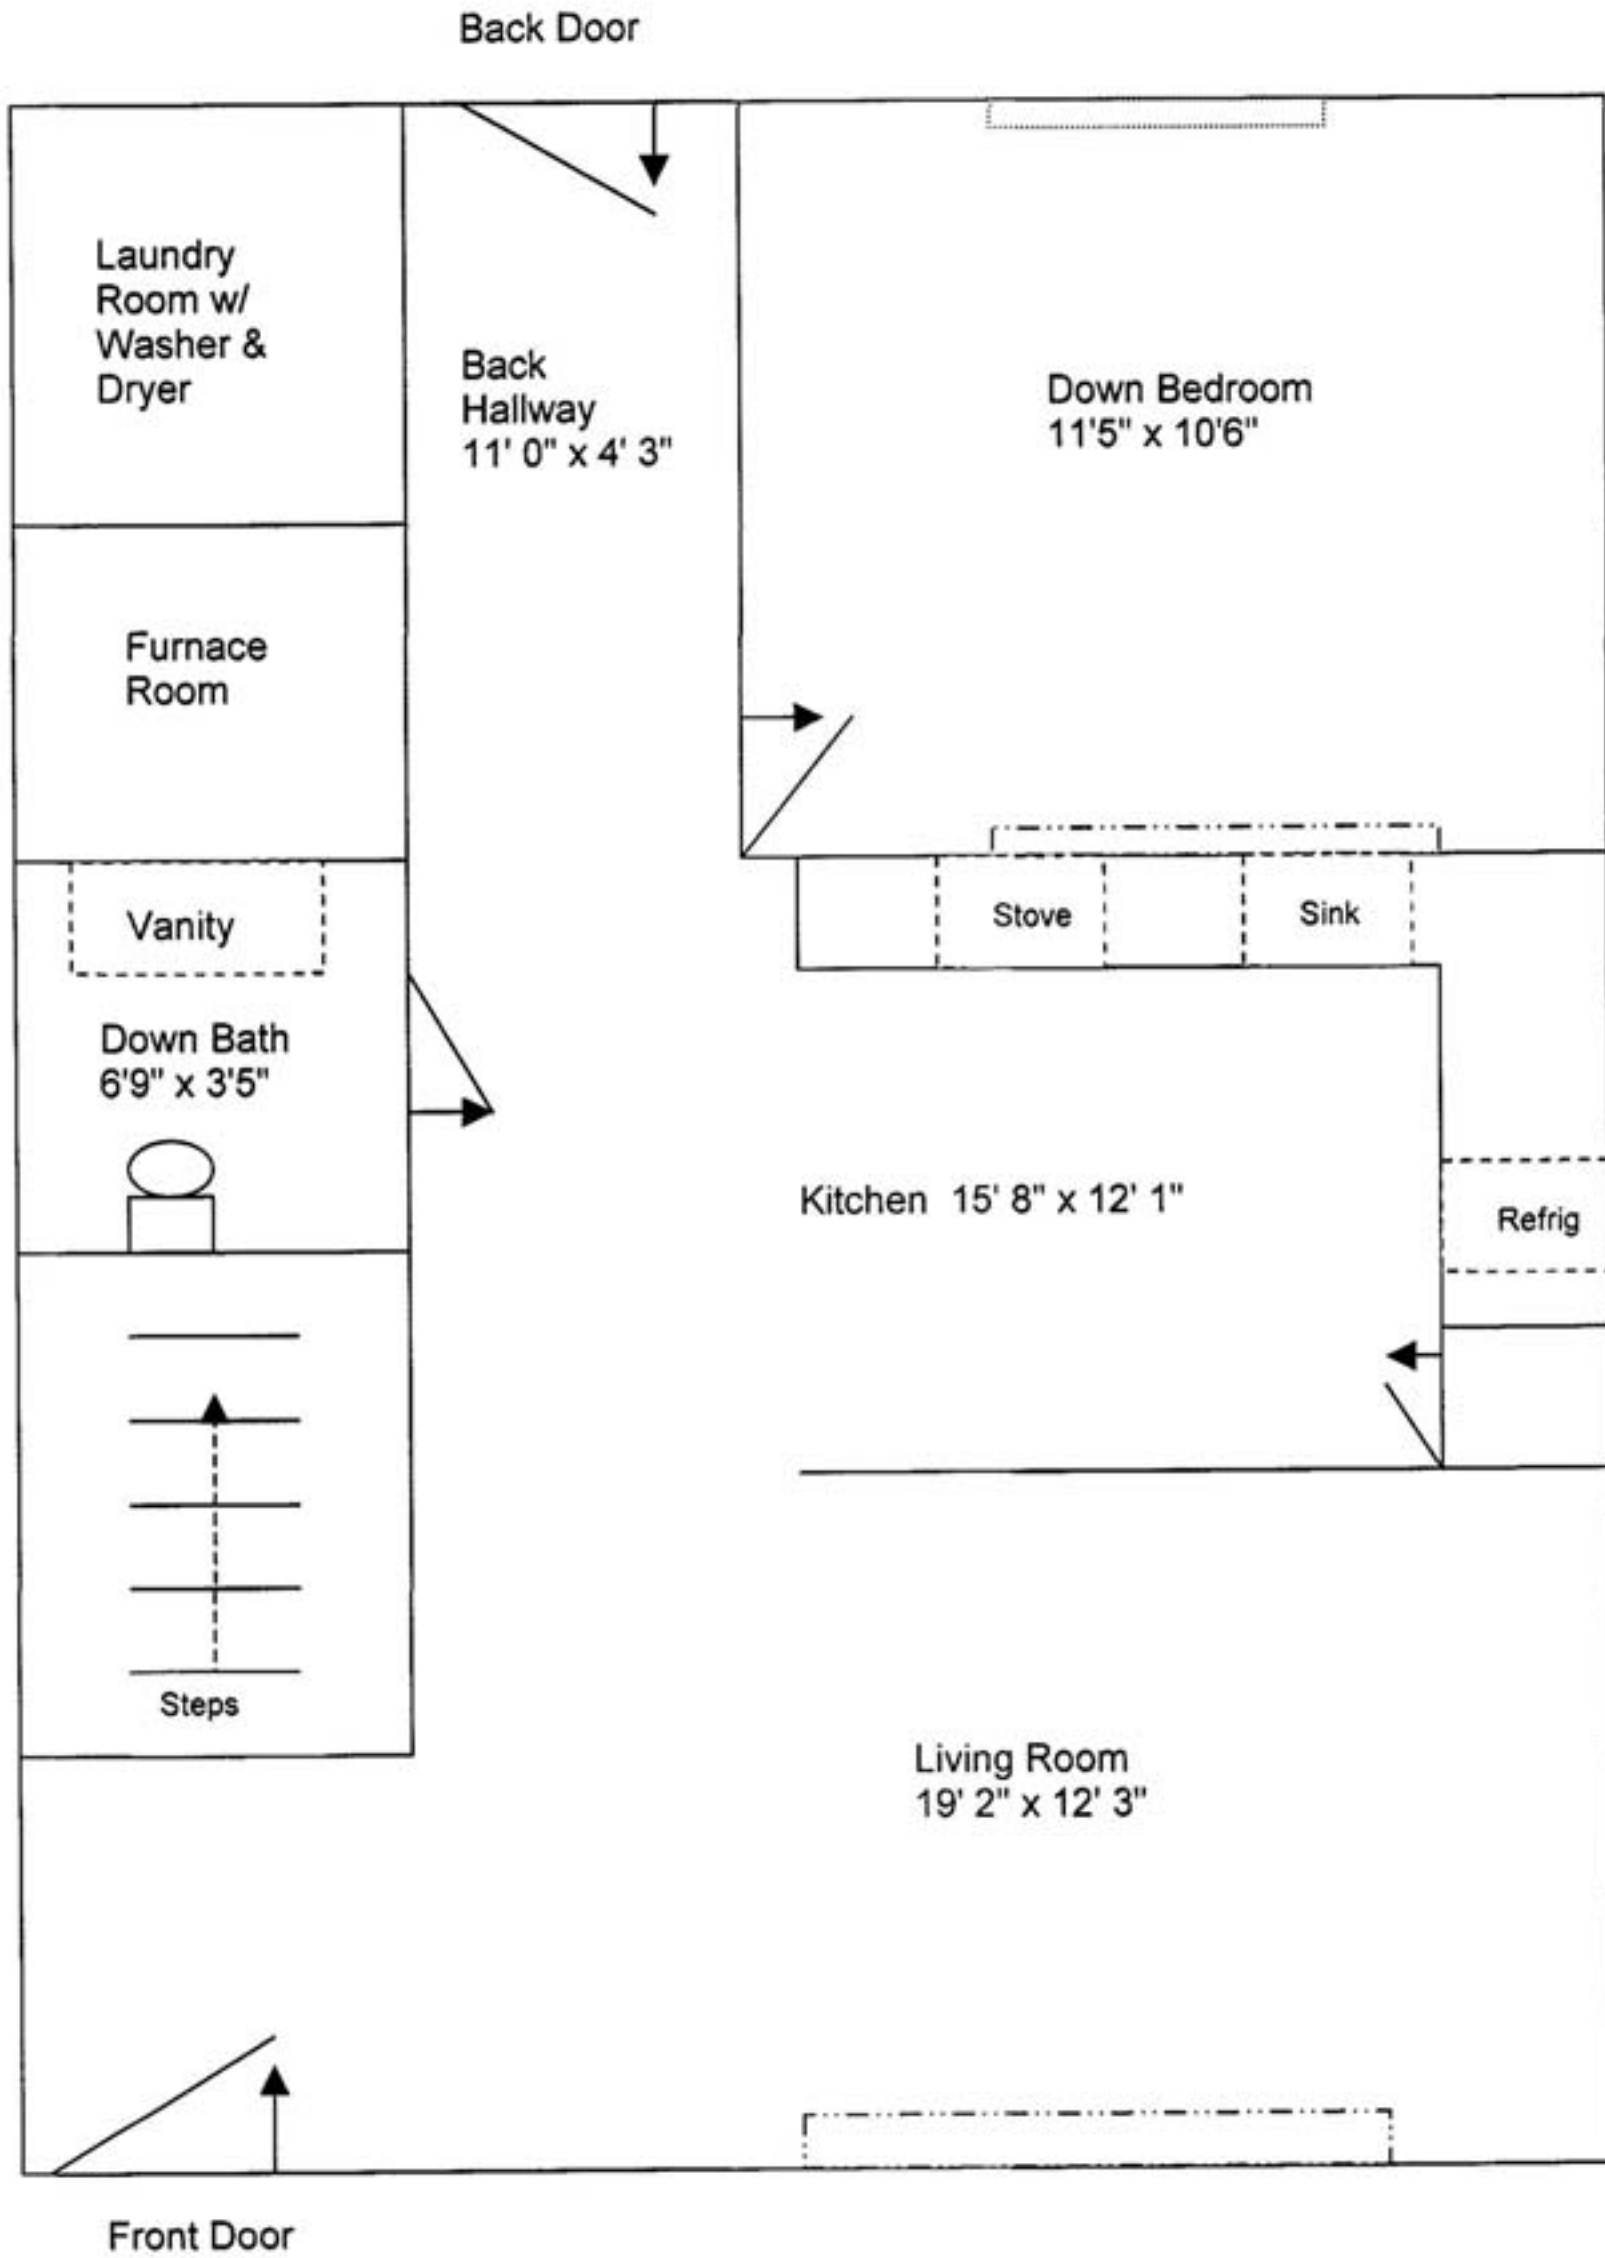 Back Door
Laundry
Room w/
Washer &
Dryer
Back
Hallway
11' 0" x 4' 3"
Down Bedroom
11'5" x 10'6"
Furnace
Room
Vanity
Stove
Sink
Down Bath
6'9" x 3'5"
Kitchen 15' 8" x 12' 1"
Refrig
Steps
Living Room
19' 2" x 12' 3"
Front Door